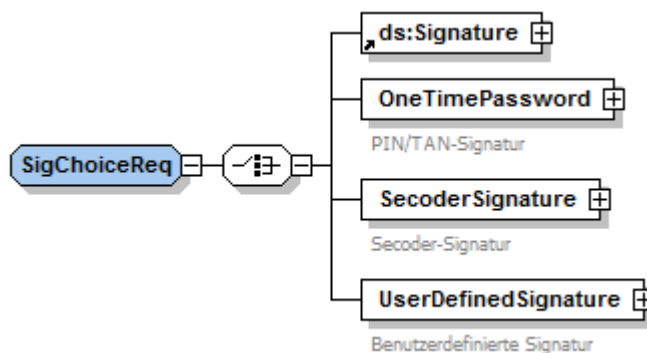 ds:Signature
OneTimePassword
PIN/TAN-Signatur
SigChoiceReq
SecoderSignature
Secoder-Signatur
UserDefinedSignature
Benutzerdefinierte Signatur